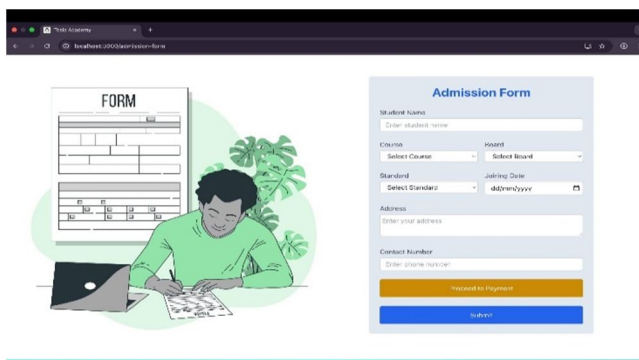 Tools Academy
localhost:3000/admission-form
FORM
Admission Form
Student Name
Enter student name
Course
Board
Select Course
Select Board
Standard
Joining Date
Select Standard
dd/mm/yyyy
Address
Enter your address
Contact Number
Enter phone number
Proceed to Payment
Submit